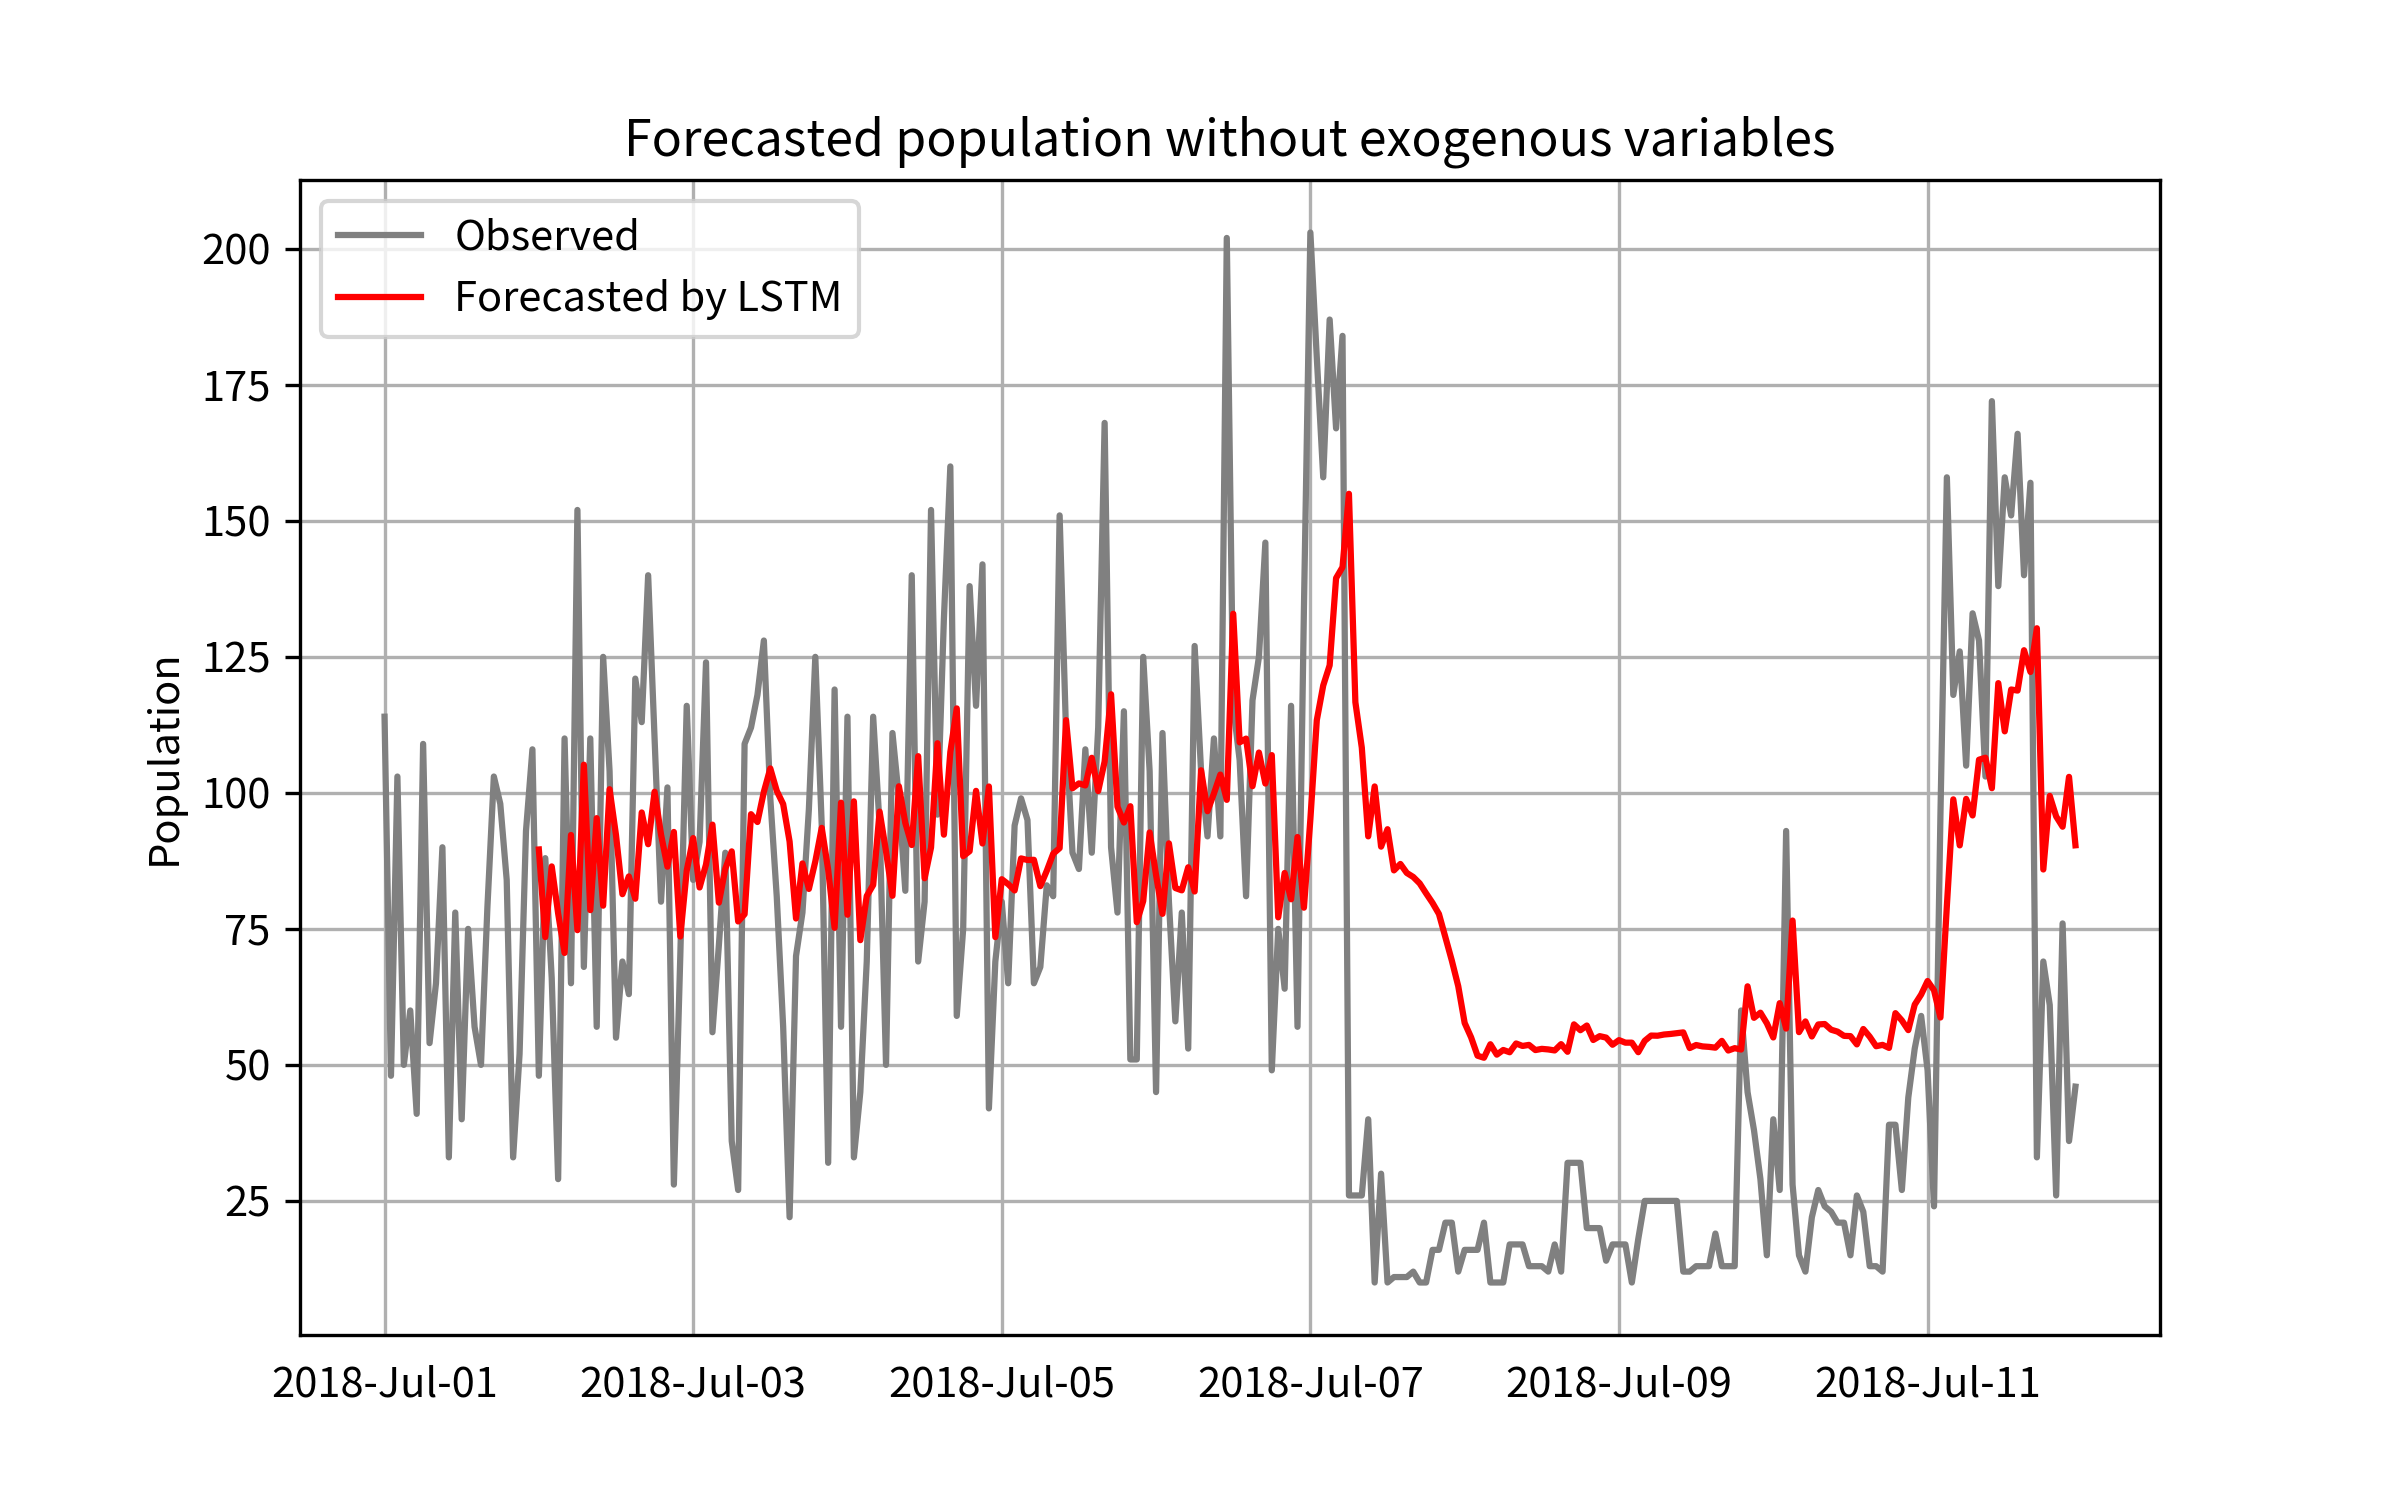 Forecasted population without exogenous variables
Observed
Forecasted by LSTM
200
175
150
125
100
75
50
25
Population
2018-Jul-01
2018-Jul-03
2018-Jul-05
2018-Jul-07
2018-Jul-09
2018-Jul-11